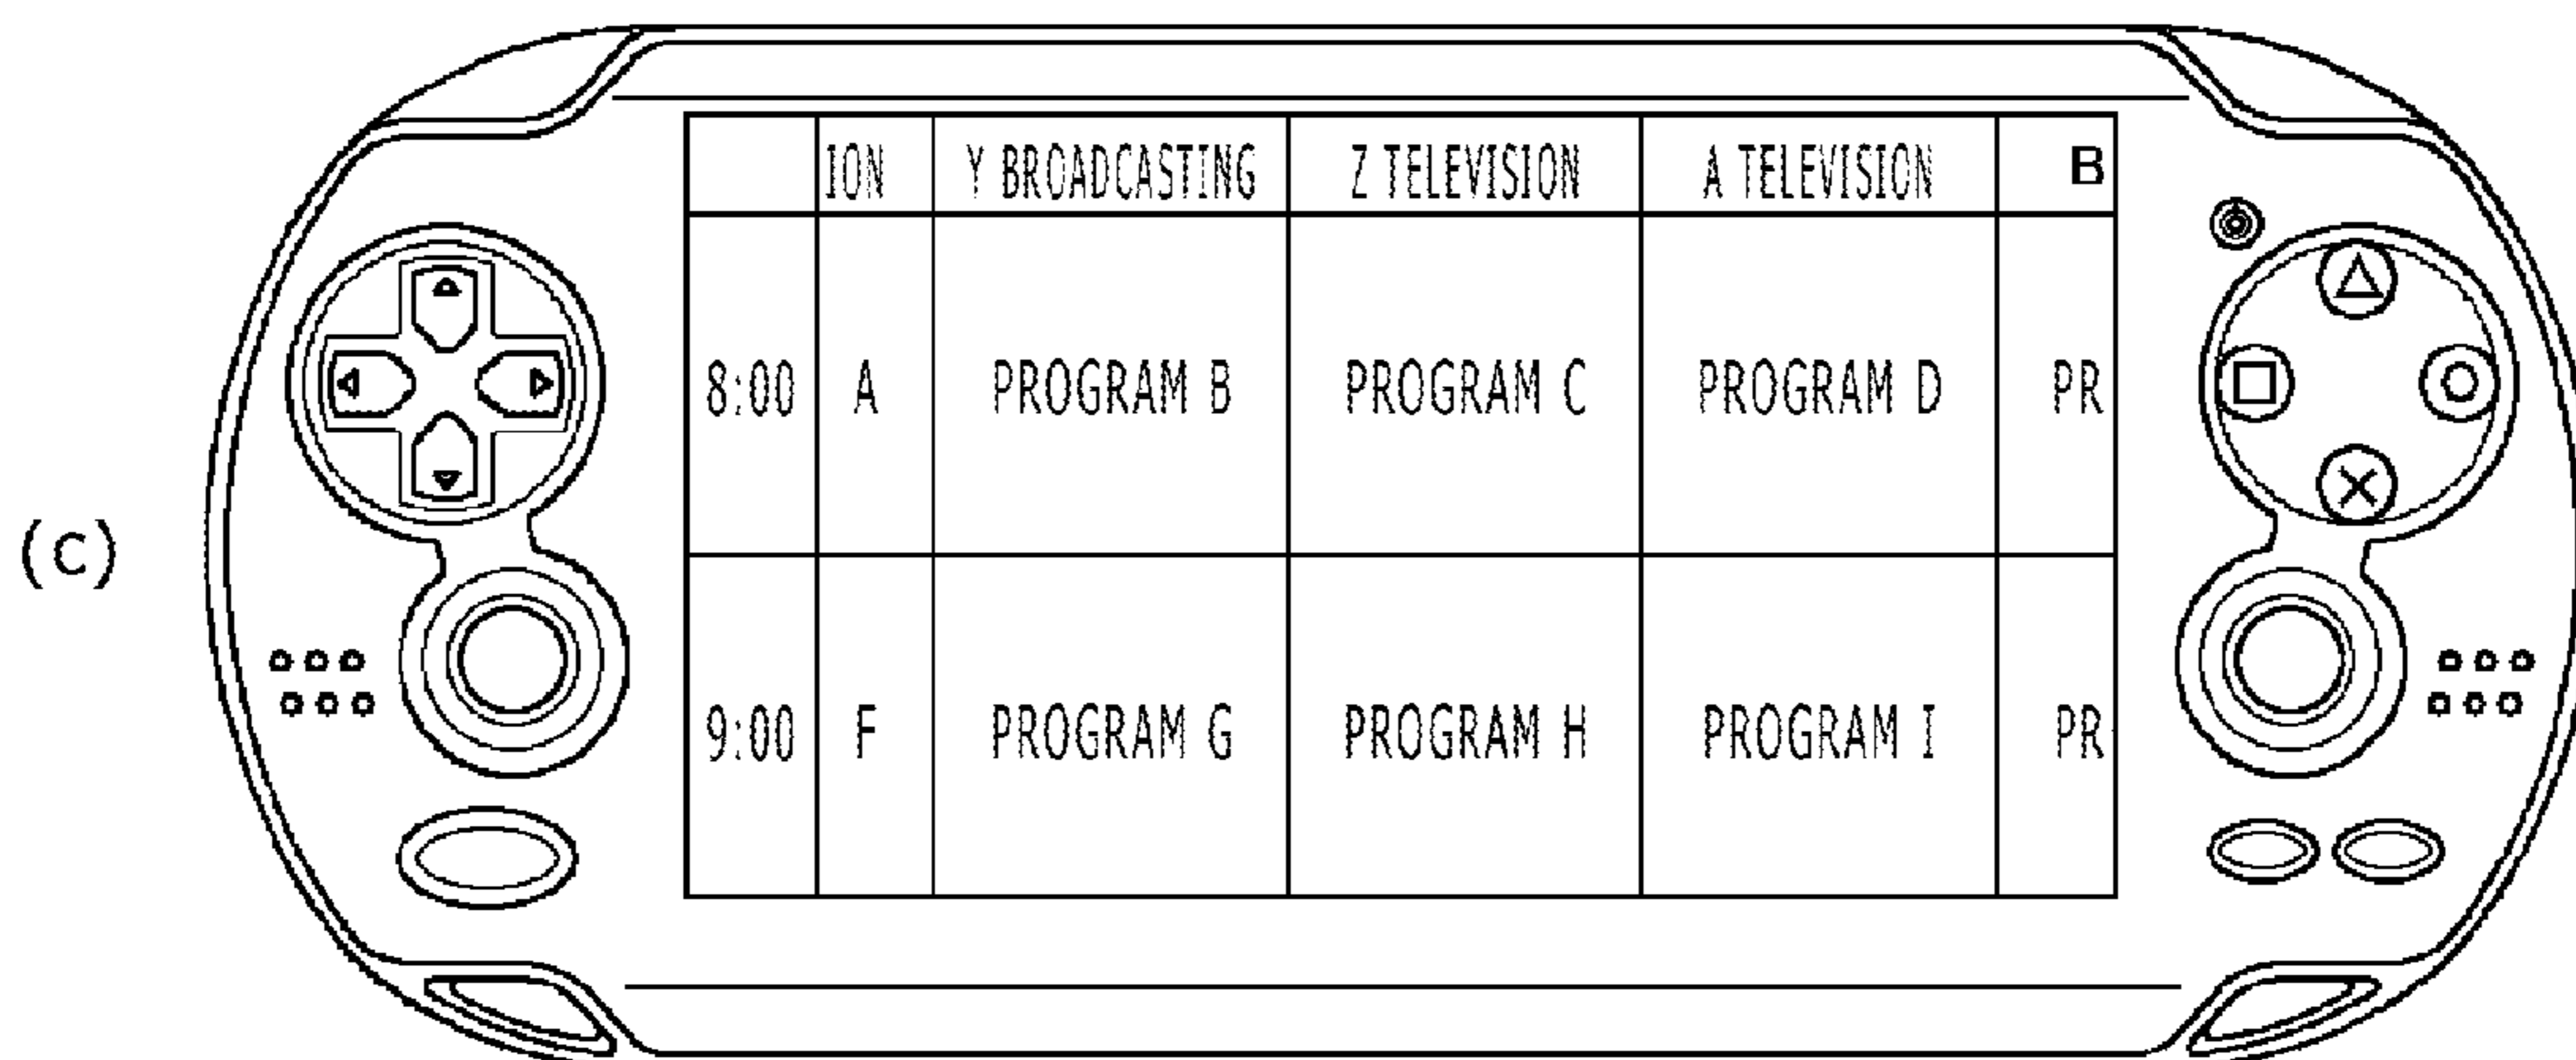 ION Y BROADCASTING Z TELEVISION A TELEVISION B
8:00 A PROGRAM B PROGRAM C PROGRAM D PR
(c)
9:00 F PROGRAM G PROGRAM H PROGRAM I PR